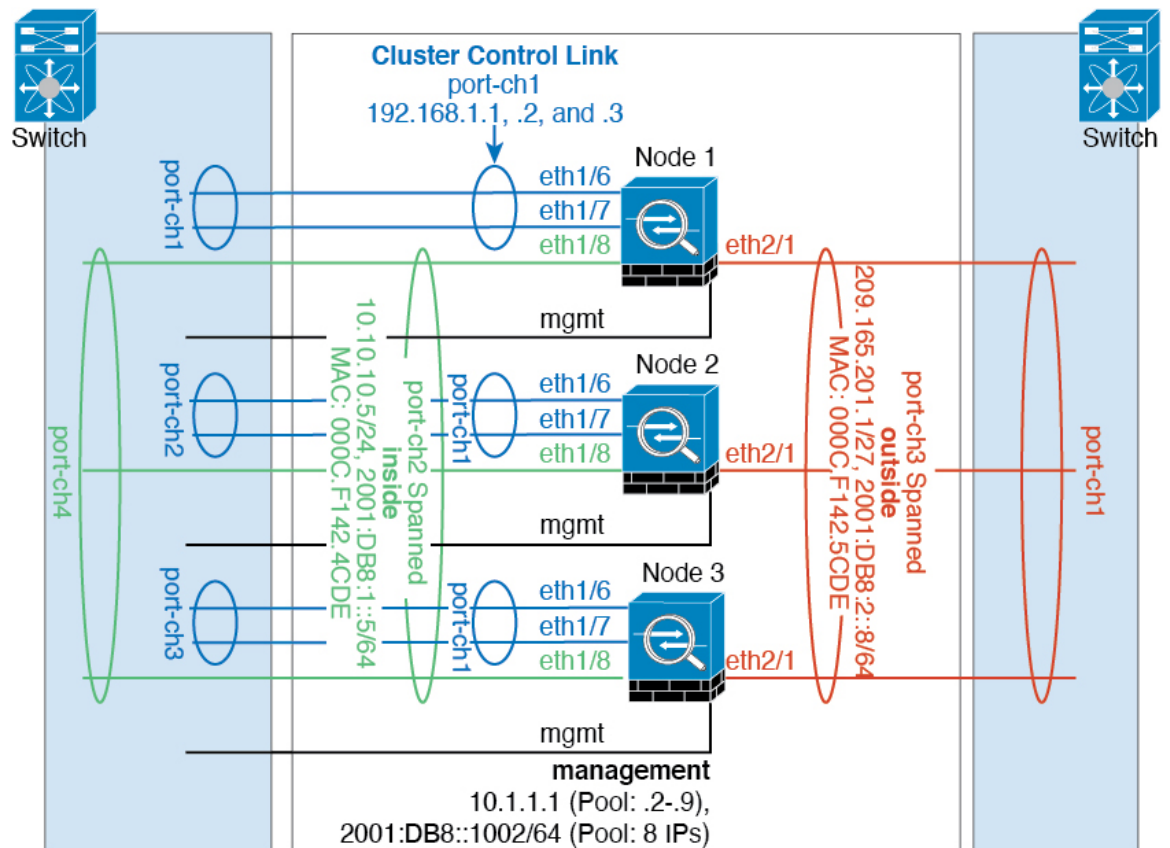 Switch
Switch
Cluster Control Link
port-ch1
192.168.1.1, .2, and .3
Node 1
port-ch1
eth1/6
eth1/7
eth1/8
eth2/1
mgmt
Node 2
port-ch2
port-ch1
eth1/6
eth1/7
eth1/8
eth2/1
mgmt
Node 3
port-ch3
port-ch1
eth1/6
eth1/7
eth1/8
eth2/1
mgmt
port-ch4
port-ch2 Spanned
inside
10.10.10.5/24, 2001:DB8:1::5/64
MAC: 000C.F142.4CDE
port-ch3 Spanned
outside
209.165.201.1/27, 2001:DB8:2::8/64
MAC: 000C.F142.5CDE
port-ch1
management
10.1.1.1 (Pool: .2-.9),
2001:DB8::1002/64 (Pool: 8 IPs)